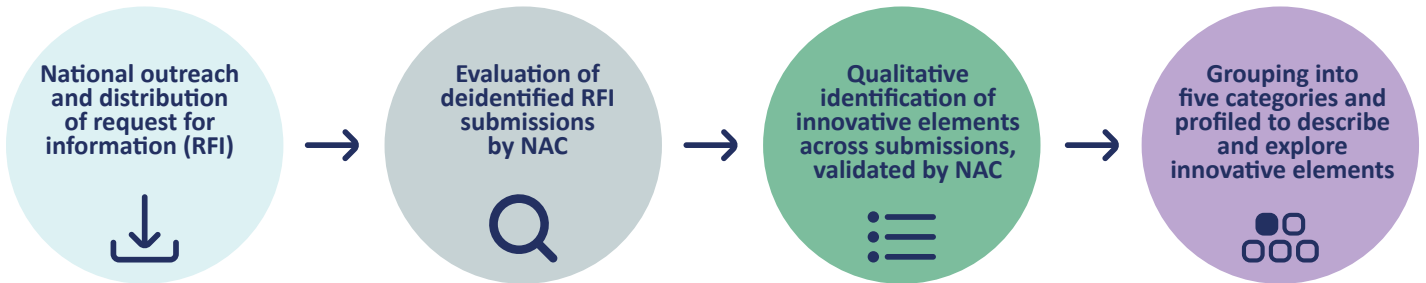 National outreach
and distribution
of request for
information (RFI)
Evaluation of
deidentified RFI
submissions
by NAC
Qualitative
identification of
innovative elements
across submissions,
validated by NAC
Grouping into
five categories and
profiled to describe
and explore
innovative elements